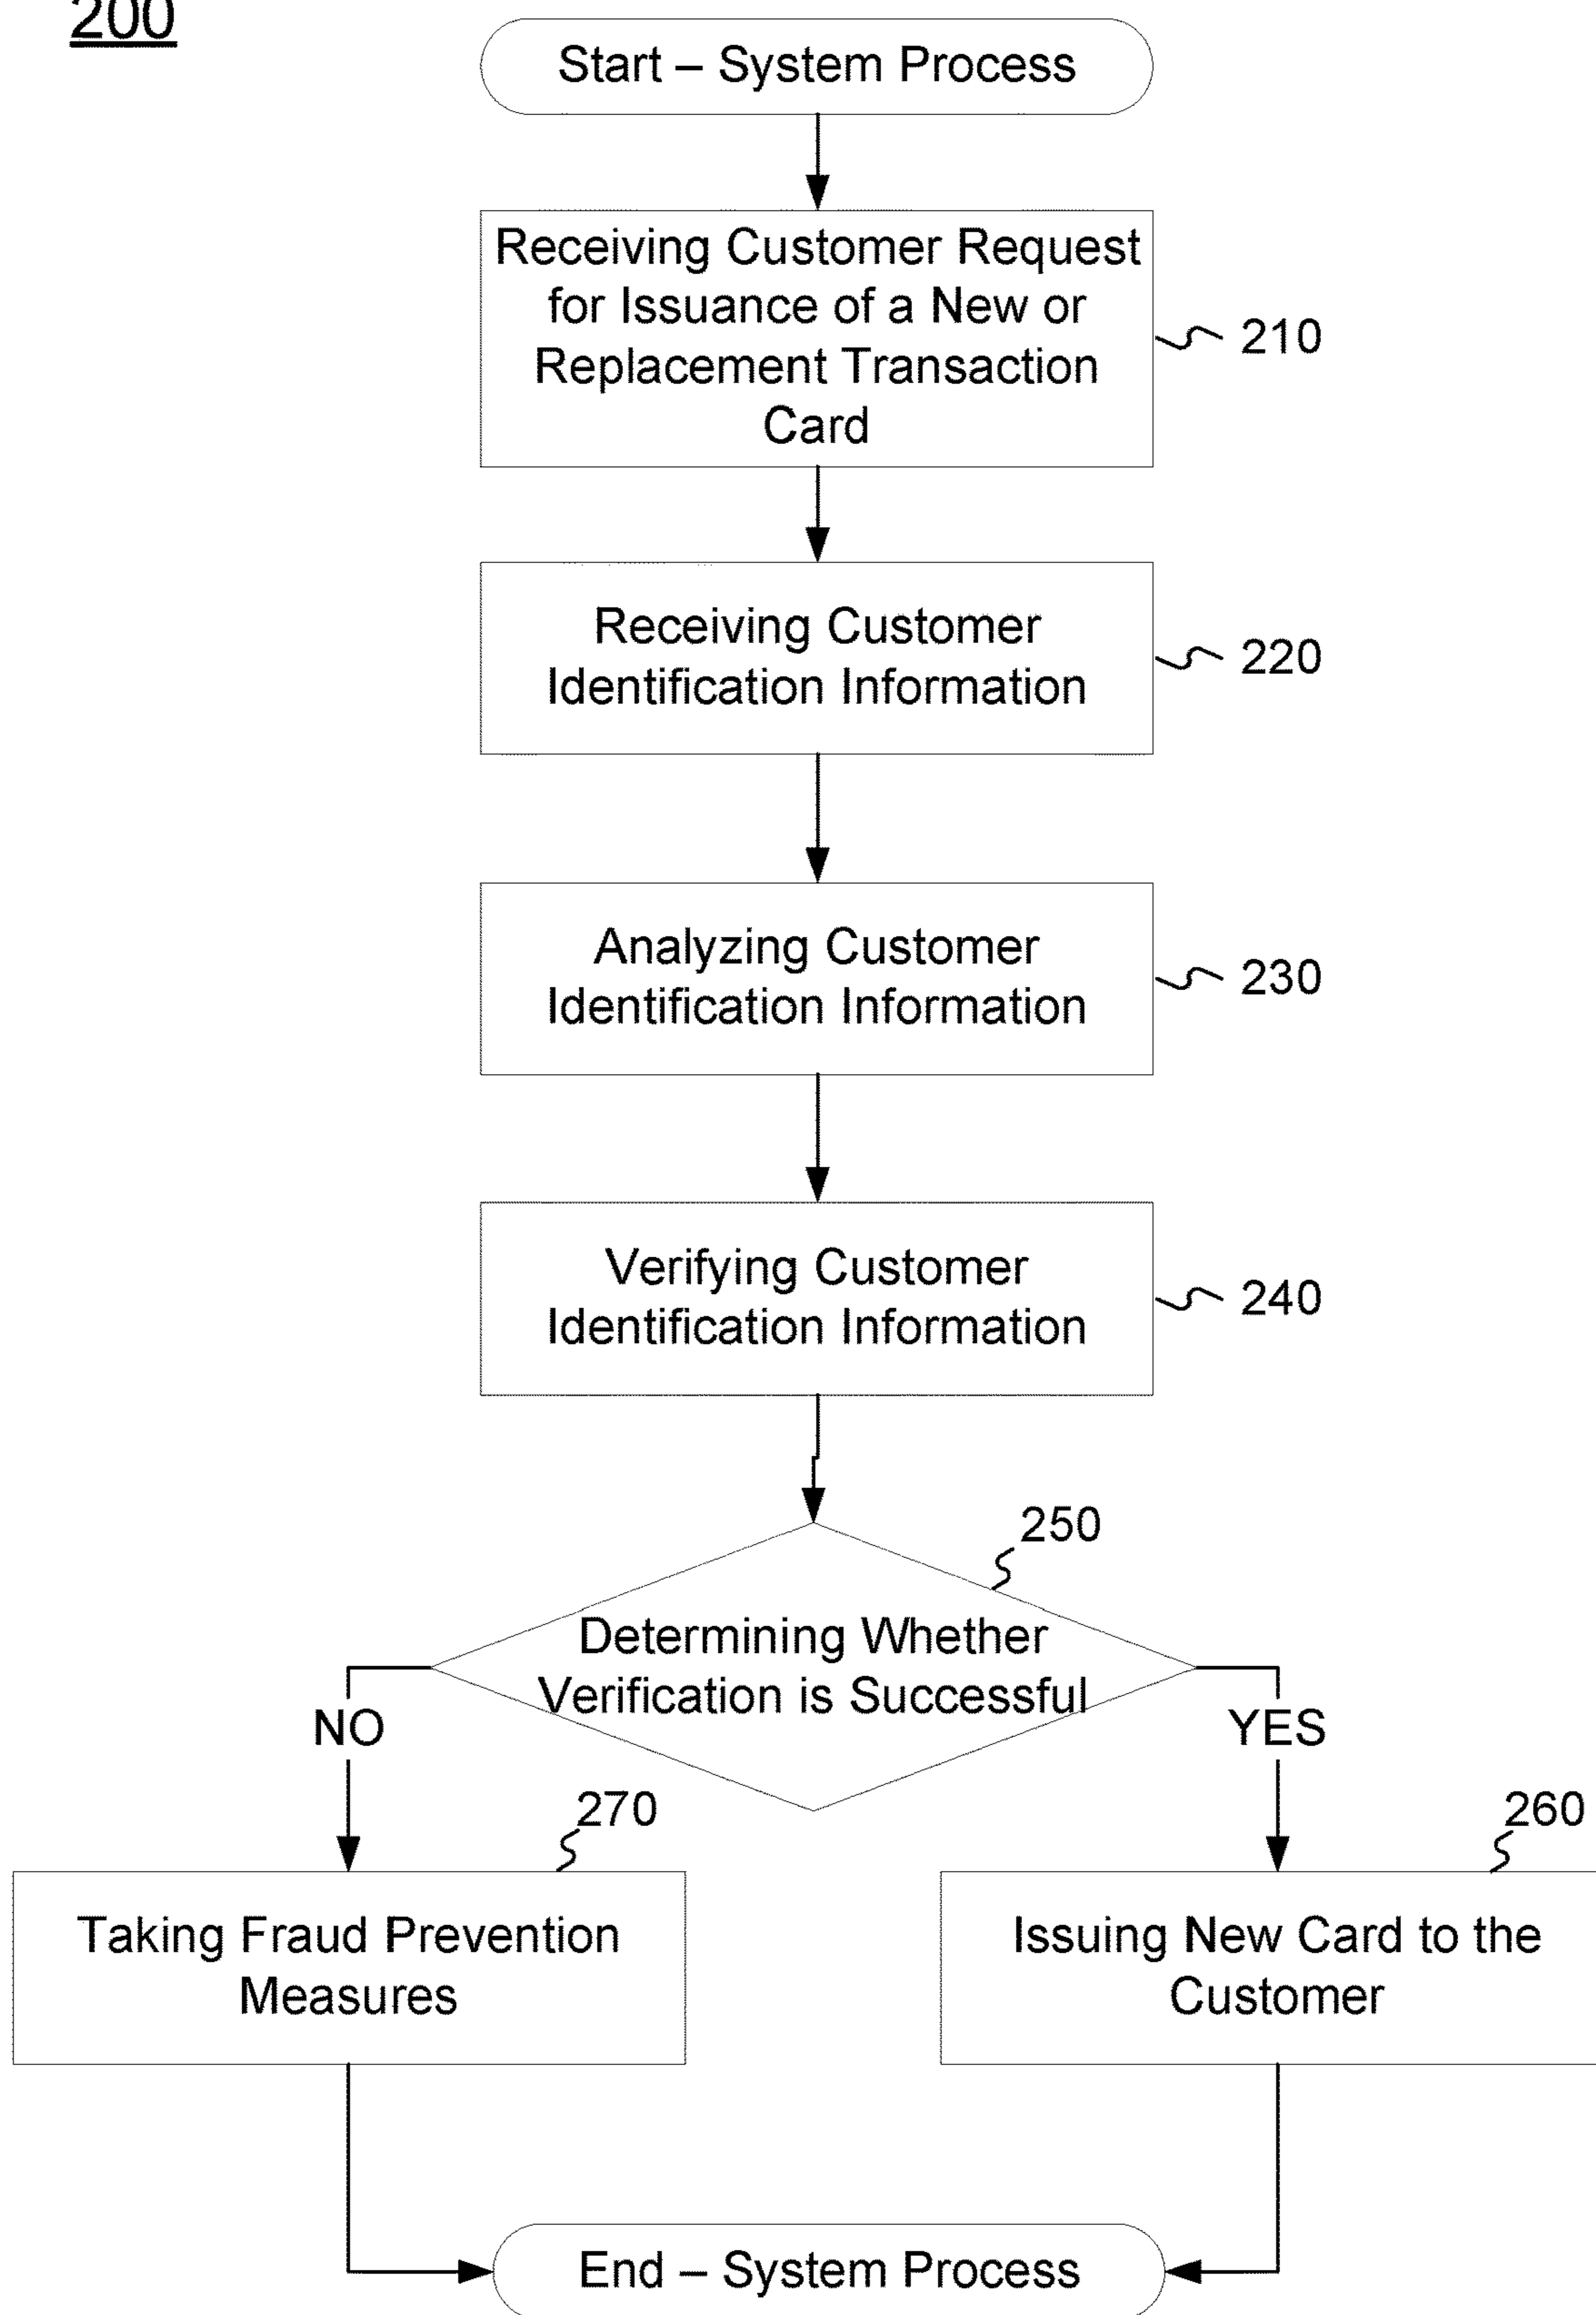 200
Start – System Process
Receiving Customer Request
for Issuance of a New or
Replacement Transaction
Card
210
Receiving Customer
Identification Information
220
Analyzing Customer
Identification Information
230
Verifying Customer
Identification Information
240
250
Determining Whether
Verification is Successful
NO
YES
270
260
Taking Fraud Prevention
Measures
Issuing New Card to the
Customer
End – System Process